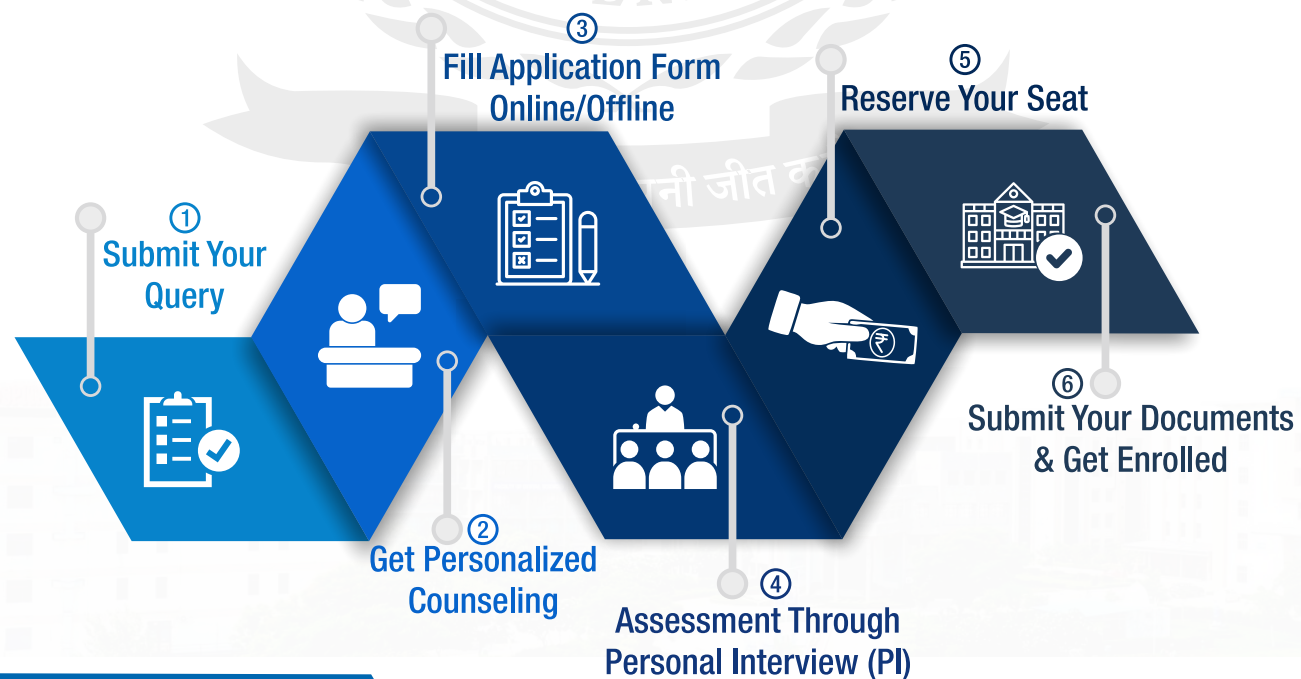 ①
Submit Your
Query
②
Get Personalized
Counseling
③
Fill Application Form
Online/Offline
④
Assessment Through
Personal Interview (PI)
⑤
Reserve Your Seat
₹
⑥
Submit Your Documents
& Get Enrolled
जीत